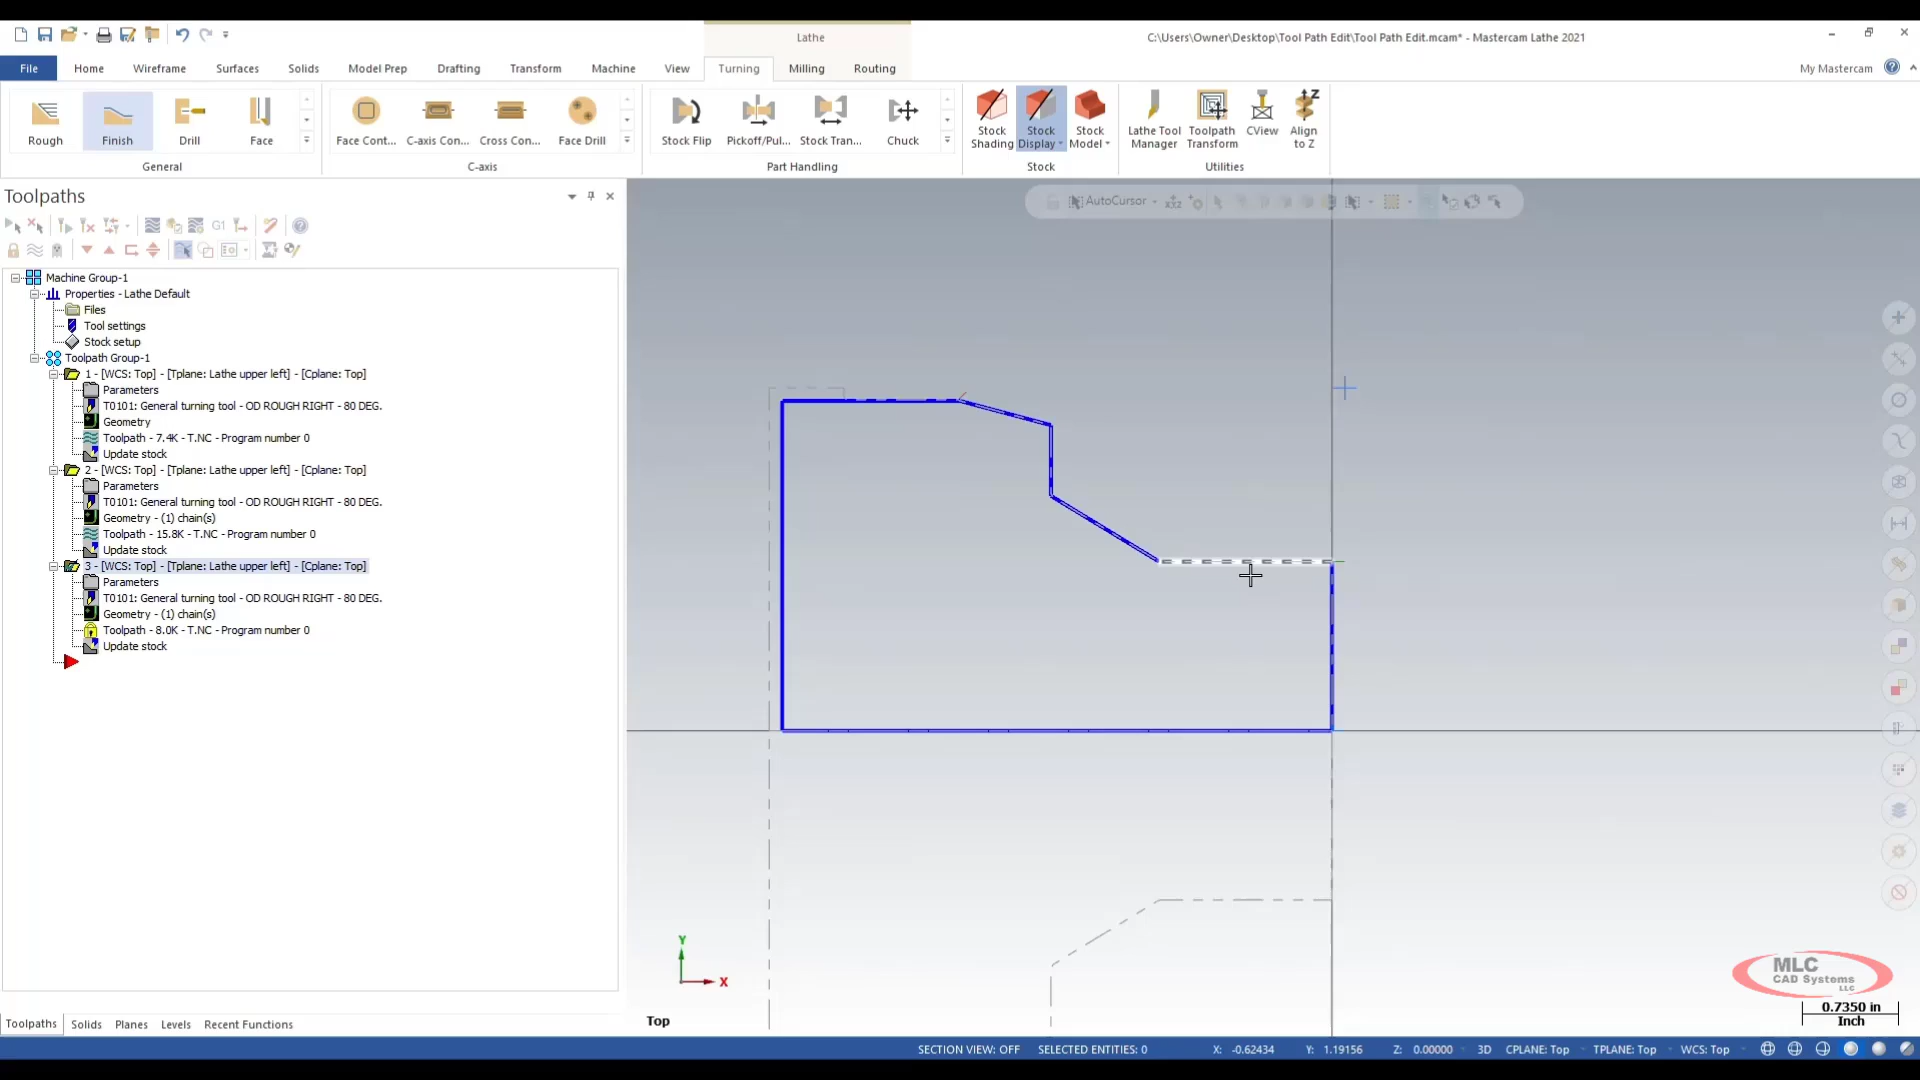 Lathe
C:\Users\Owner\Desktop\Tool Path Edit\Tool Path Edit.mcam* - Mastercam Lathe 2021
File Home Wireframe Surfaces Solids Model Prep Drafting Transform Machine View Turning Milling Routing My Mastercam
Rough Finish Drill Face
General
Face Cont... C-axis Con... Cross Con... Face Drill
C-axis
Stock Flip Pickoff/Pul... Stock Tran... Chuck
Part Handling
Stock Shading
Stock Display
Stock Model
Stock
Lathe Tool Manager
Toolpath Transform
CView
Align to Z
Utilities
Toolpaths
AutoCursor
G1
Machine Group-1
Properties - Lathe Default
Files
Tool settings
Stock setup
Toolpath Group-1
1 - [WCS: Top] - [Tplane: Lathe upper left] - [Cplane: Top]
Parameters
T0101: General turning tool - OD ROUGH RIGHT - 80 DEG.
Geometry
Toolpath - 7.4K - T.NC - Program number 0
Update stock
2 - [WCS: Top] - [Tplane: Lathe upper left] - [Cplane: Top]
Parameters
T0101: General turning tool - OD ROUGH RIGHT - 80 DEG.
Geometry - (1) chain(s)
Toolpath - 15.8K - T.NC - Program number 0
Update stock
3 - [WCS: Top] - [Tplane: Lathe upper left] - [Cplane: Top]
Parameters
T0101: General turning tool - OD ROUGH RIGHT - 80 DEG.
Geometry - (1) chain(s)
Toolpath - 8.0K - T.NC - Program number 0
Update stock
Y
X
Top
MLC
CAD Systems
LLC
0.7350 in
Inch
Toolpaths Solids Planes Levels Recent Functions
SECTION VIEW: OFF SELECTED ENTITIES: 0 X: -0.62434 Y: 1.19156 Z: 0.00000 3D CPLANE: Top TPLANE: Top WCS: Top